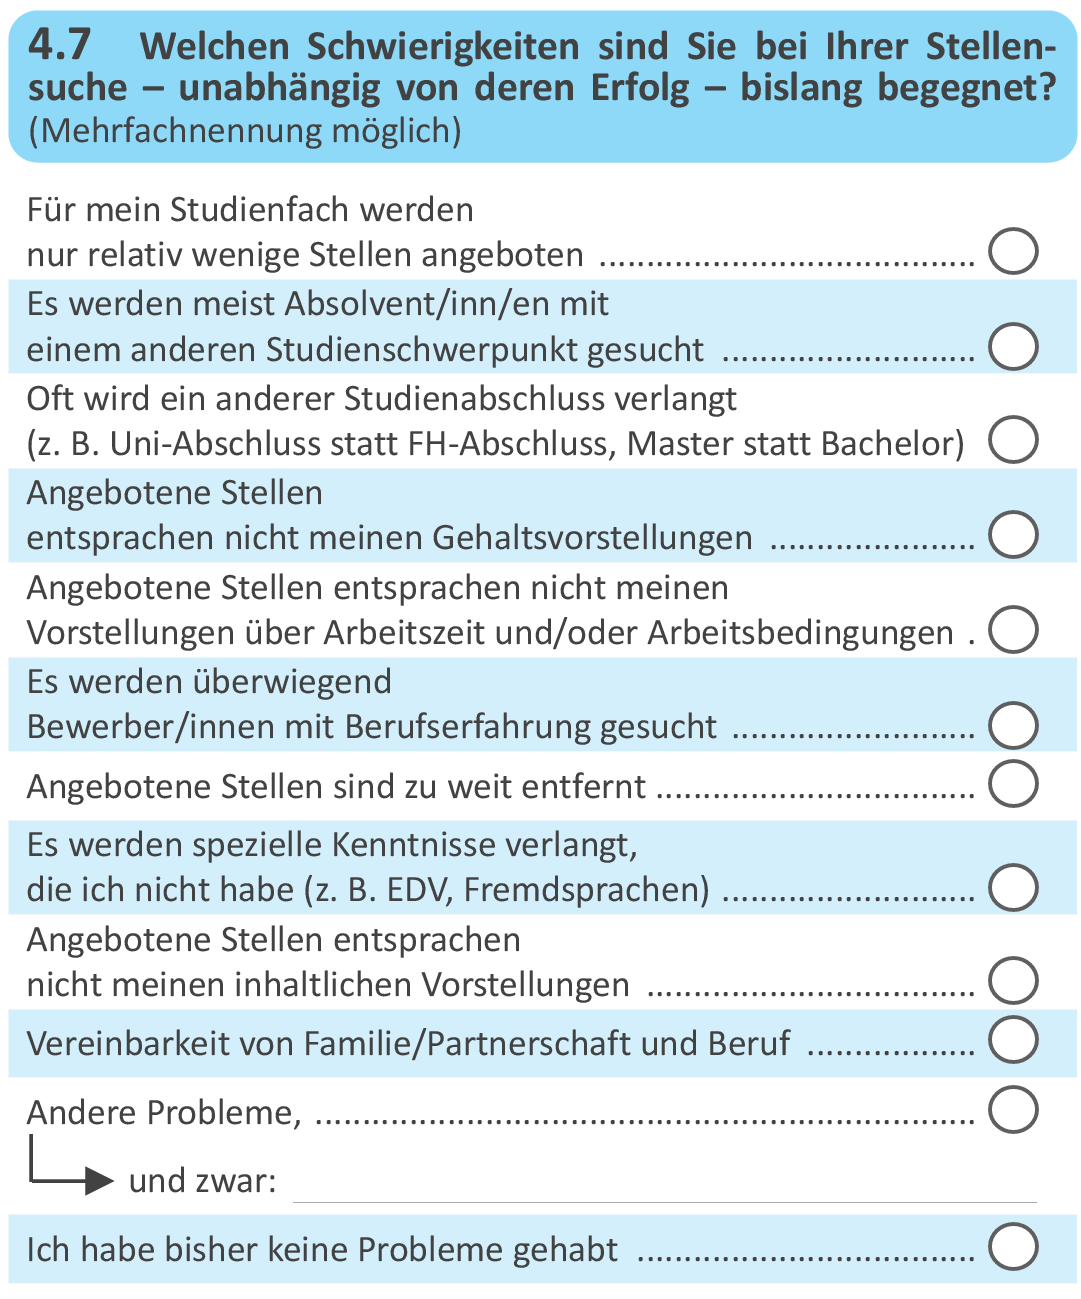 4.7 Welchen Schwierigkeiten sind Sie bei Ihrer Stellen-
suche – unabhängig von deren Erfolg – bislang begegnet?
(Mehrfachnennung möglich)
Für mein Studienfach werden
nur relativ wenige Stellen angeboten ........................................
Es werden meist Absolvent/inn/en mit
einem anderen Studienschwerpunkt gesucht ...........................
Oft wird ein anderer Studienabschluss verlangt
(z. B. Uni-Abschluss statt FH-Abschluss, Master statt Bachelor)
Angebotene Stellen
entsprachen nicht meinen Gehaltsvorstellungen ......................
Angebotene Stellen entsprachen nicht meinen
Vorstellungen über Arbeitszeit und/oder Arbeitsbedingungen .
Es werden überwiegend
Bewerber/innen mit Berufserfahrung gesucht ..........................
Angebotene Stellen sind zu weit entfernt ..................................
Es werden spezielle Kenntnisse verlangt,
die ich nicht habe (z. B. EDV, Fremdsprachen) ...........................
Angebotene Stellen entsprachen
nicht meinen inhaltlichen Vorstellungen ...................................
Vereinbarkeit von Familie/Partnerschaft und Beruf ..................
Andere Probleme, ......................................................................
und zwar:
Ich habe bisher keine Probleme gehabt ....................................